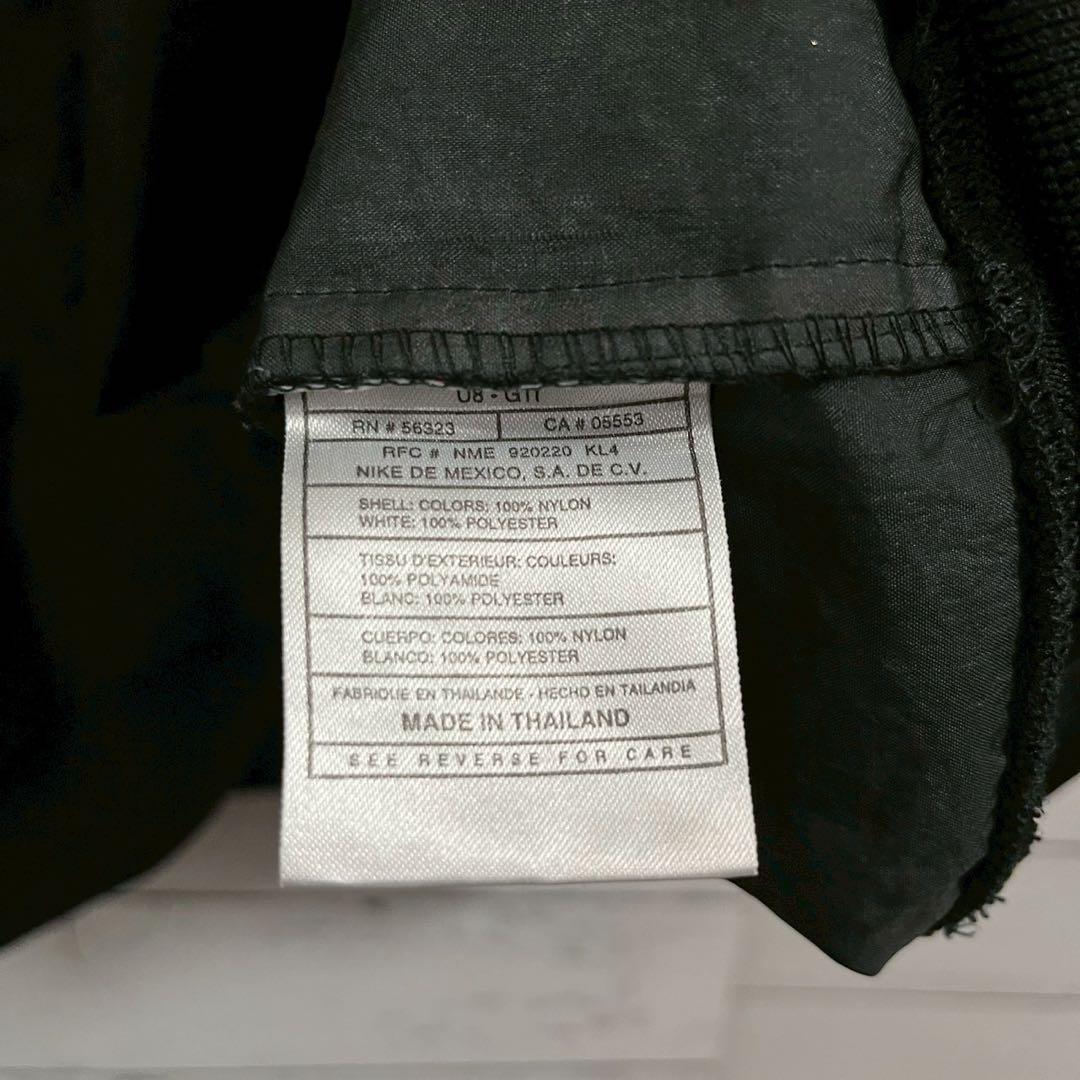 U8 - G11
RN # 56323 CA # 05553
RFC # NME 920220 KL4
NIKE DE MEXICO, S.A. DE C.V.
SHELL: COLORS: 100% NYLON
WHITE: 100% POLYESTER
TISSU D'EXTERIEUR: COULEURS:
100% POLYAMIDE
BLANC: 100% POLYESTER
CUERPO: COLORES: 100% NYLON
BLANCO: 100% POLYESTER
FABRIQUE EN THAILANDE - HECHO EN TAILANDIA
MADE IN THAILAND
SEE REVERSE FOR CARE